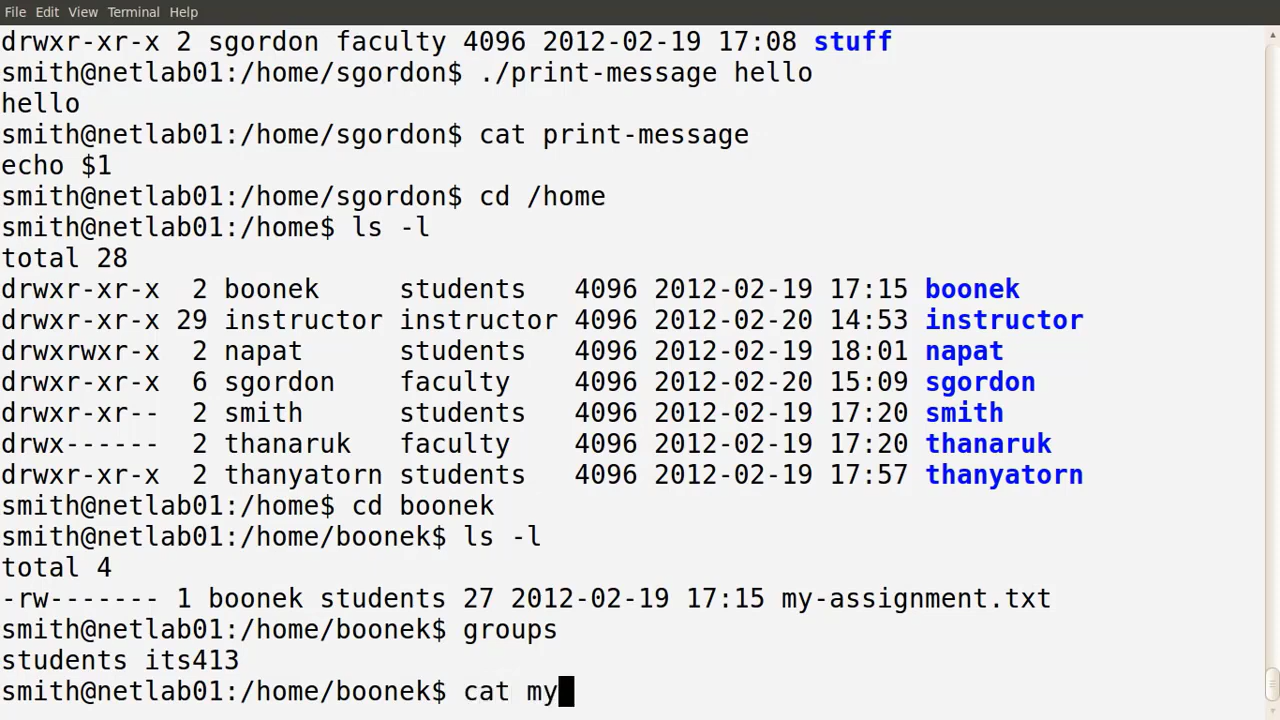 File Edit View Terminal Help
drwxr-xr-x 2 sgordon faculty 4096 2012-02-19 17:08 stuff
smith@netlab01:/home/sgordon$ ./print-message hello
hello
smith@netlab01:/home/sgordon$ cat print-message
echo $1
smith@netlab01:/home/sgordon$ cd /home
smith@netlab01:/home$ ls -l
total 28
drwxr-xr-x  2 boonek     students   4096 2012-02-19 17:15 boonek
drwxr-xr-x 29 instructor instructor 4096 2012-02-20 14:53 instructor
drwxrwxr-x  2 napat      students   4096 2012-02-19 18:01 napat
drwxr-xr-x  6 sgordon    faculty    4096 2012-02-20 15:09 sgordon
drwxr-xr--  2 smith      students   4096 2012-02-19 17:20 smith
drwx------  2 thanaruk   faculty    4096 2012-02-19 17:20 thanaruk
drwxr-xr-x  2 thanyatorn students   4096 2012-02-19 17:57 thanyatorn
smith@netlab01:/home$ cd boonek
smith@netlab01:/home/boonek$ ls -l
total 4
-rw------- 1 boonek students 27 2012-02-19 17:15 my-assignment.txt
smith@netlab01:/home/boonek$ groups
students its413
smith@netlab01:/home/boonek$ cat my